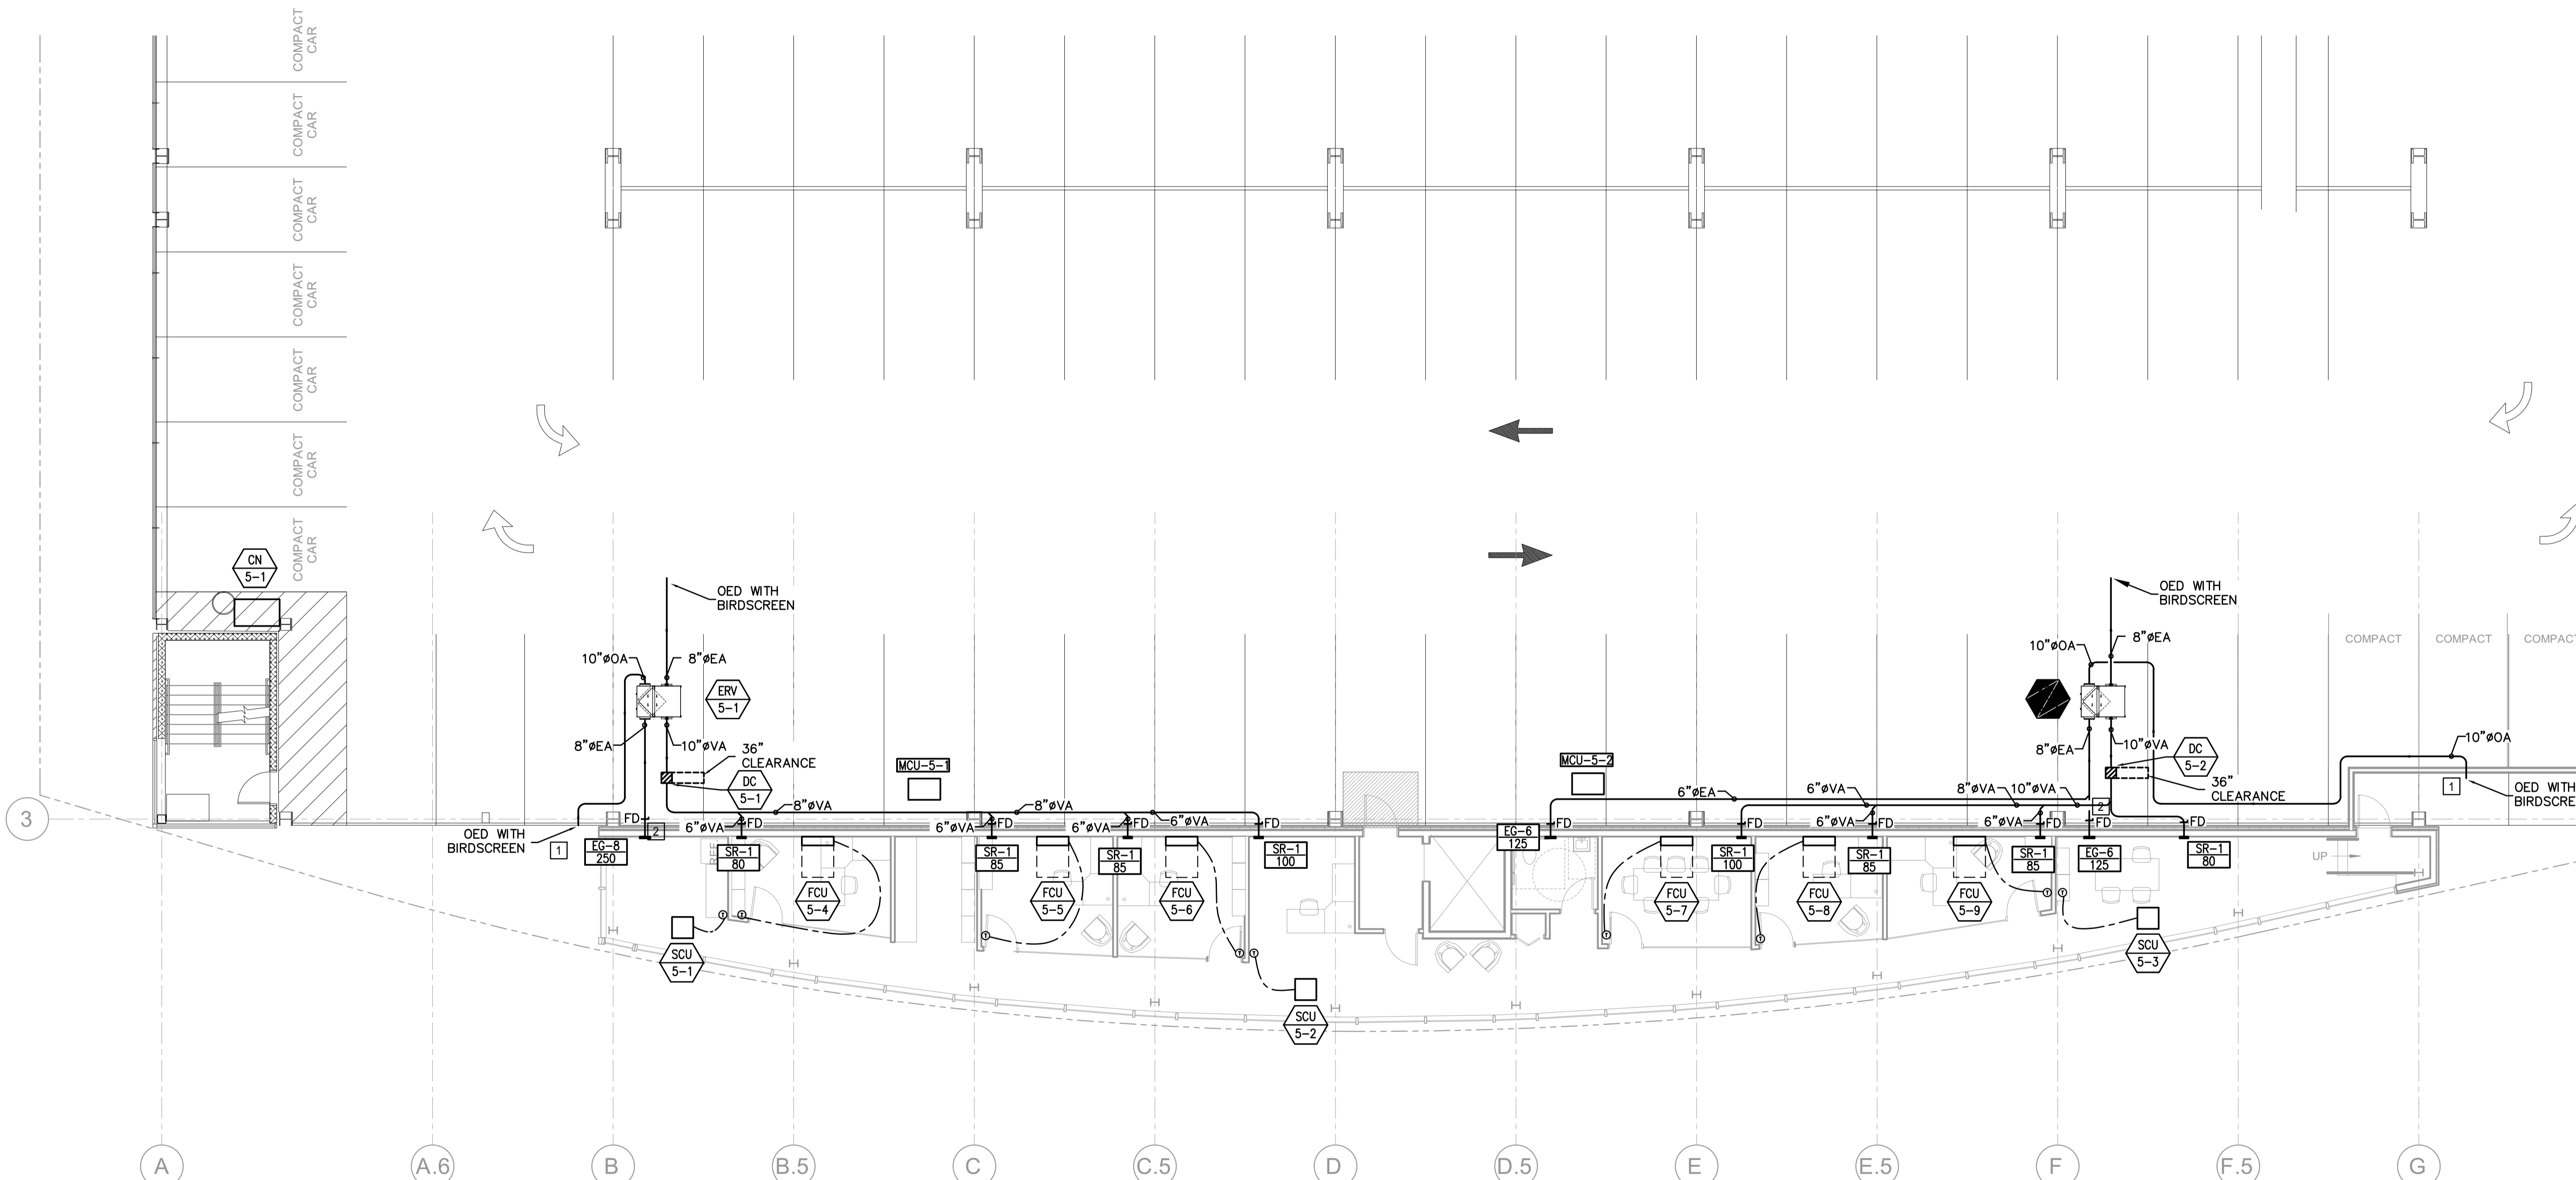 COMPACT
CAR
COMPACT
CAR
COMPACT
CAR
COMPACT
CAR
COMPACT
CAR
COMPACT
CAR
COMPACT
CAR
CN
5-1
OED WITH
BIRDSCREEN
10"øOA
8"øEA
ERV
5-1
8"øEA
10"øVA
36"
CLEARANCE
DC
5-1
MCU-5-1
8"øVA
8"øVA
6"øVA
OED WITH
BIRDSCREEN
1
FD
2
6"øVA
FD
6"øVA
FD
6"øVA
FD
FD
EG-8
250
REF
SR-1
80
SR-1
85
SR-1
85
SR-1
100
FCU
5-4
FCU
5-5
FCU
5-6
T
T
T
T
T
SCU
5-1
SCU
5-2
OED WITH
BIRDSCREEN
8"øEA
10"øOA
COMPACT
COMPACT
COMPACT
8"øEA
10"øVA
DC
5-2
36"
CLEARANCE
10"øOA
1
OED WITH
BIRDSCREE
MCU-5-2
6"øEA
6"øVA
8"øVA
10"øVA
2
FD
FD
6"øVA
FD
6"øVA
FD
FD
FD
EG-6
125
SR-1
100
SR-1
85
SR-1
85
EG-6
125
SR-1
80
UP
FCU
5-7
FCU
5-8
FCU
5-9
T
T
T
T
SCU
5-3
3
A
A.6
B
B.5
C
C.5
D
D.5
E
E.5
F
F.5
G